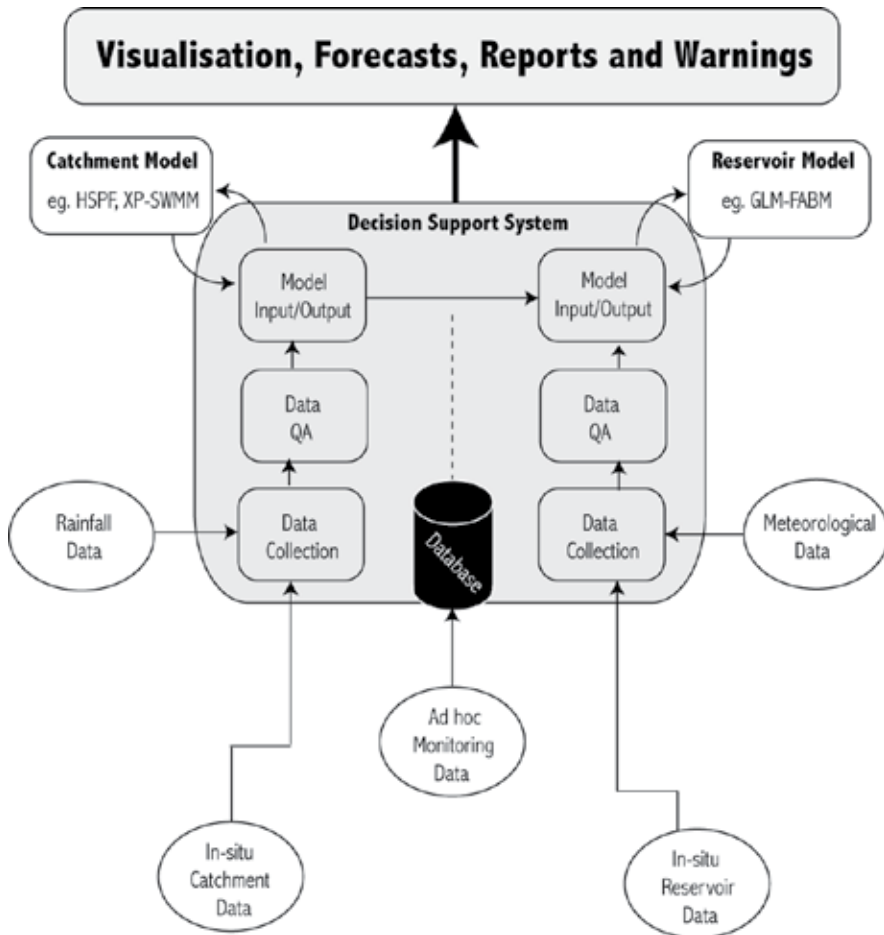 Visualisation, Forecasts, Reports and Warnings
Catchment Model
eg. HSPF, XP-SWMM
Reservoir Model
eg. GLM-FABM
Decision Support System
Model
Input/Output
Model
Input/Output
Data
QA
Data
QA
Rainfall
Data
Data
Collection
Database
Data
Collection
Meteorological
Data
Ad hoc
Monitoring
Data
In-situ
Catchment
Data
In-situ
Reservoir
Data